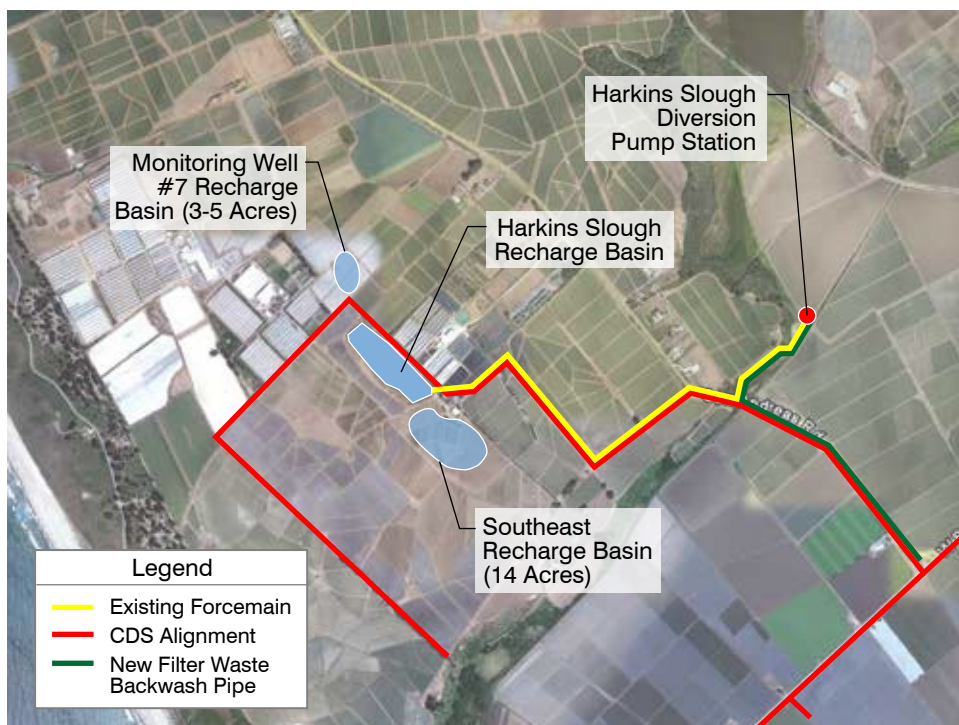 Harkins Slough
Diversion
Pump Station
Monitoring Well
#7 Recharge
Basin (3-5 Acres)
Harkins Slough
Recharge Basin
Southeast
Recharge Basin
(14 Acres)
Legend
Existing Forcemain
CDS Alignment
New Filter Waste
Backwash Pipe